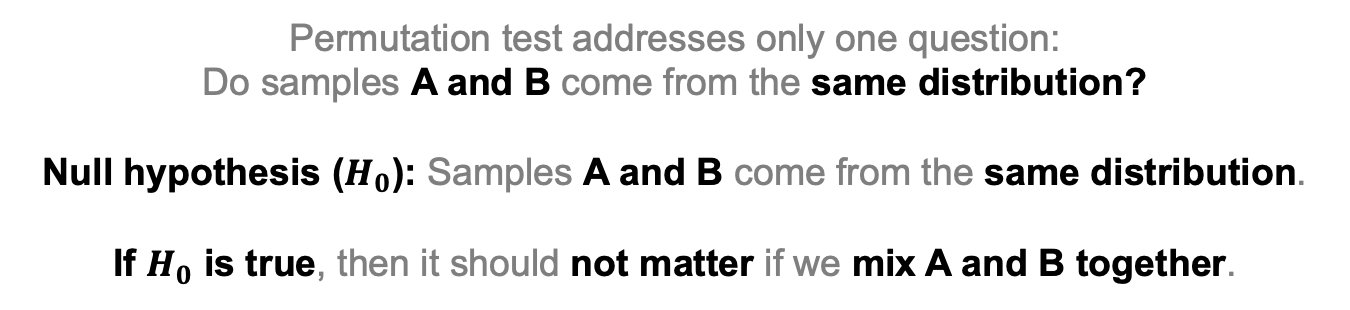 Permutation test addresses only one question:
Do samples A and B come from the same distribution?
Null hypothesis (H₀): Samples A and B come from the same distribution.
If H₀ is true, then it should not matter if we mix A and B together.